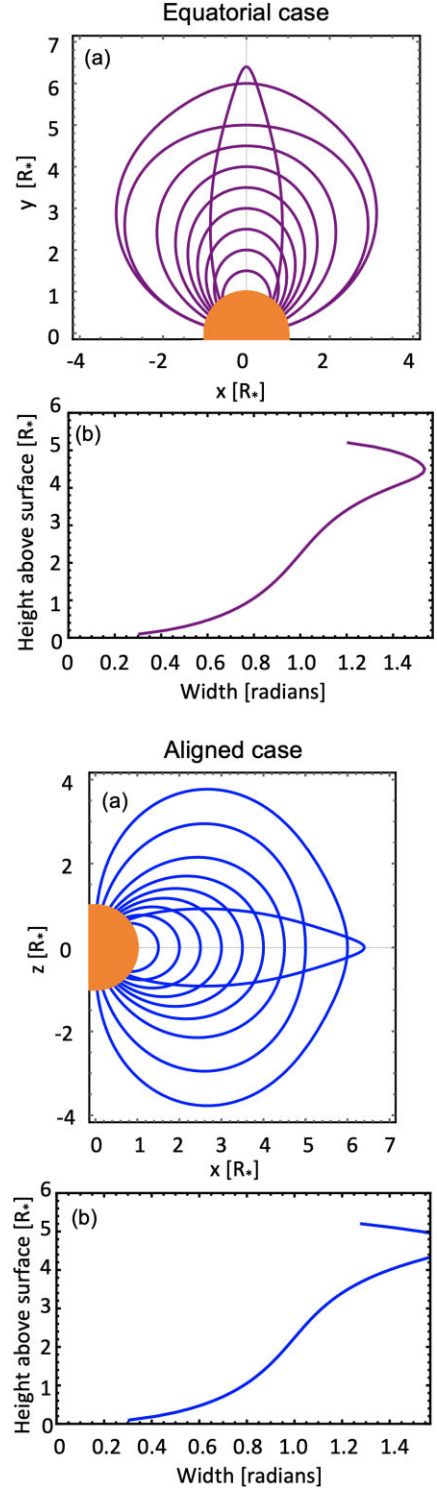 Equatorial case
(a)
7
6
5
4
3
2
1
0
y [R*]
-4 -2 0 2 4
x [R*]
(b)
6
5
4
3
2
1
0
Height above surface [R*]
0 0.2 0.4 0.6 0.8 1.0 1.2 1.4
Width [radians]
Aligned case
(a)
4
2
0
-2
-4
z [R*]
0 1 2 3 4 5 6 7
x [R*]
(b)
6
5
4
3
2
1
0
Height above surface [R*]
0 0.2 0.4 0.6 0.8 1.0 1.2 1.4
Width [radians]